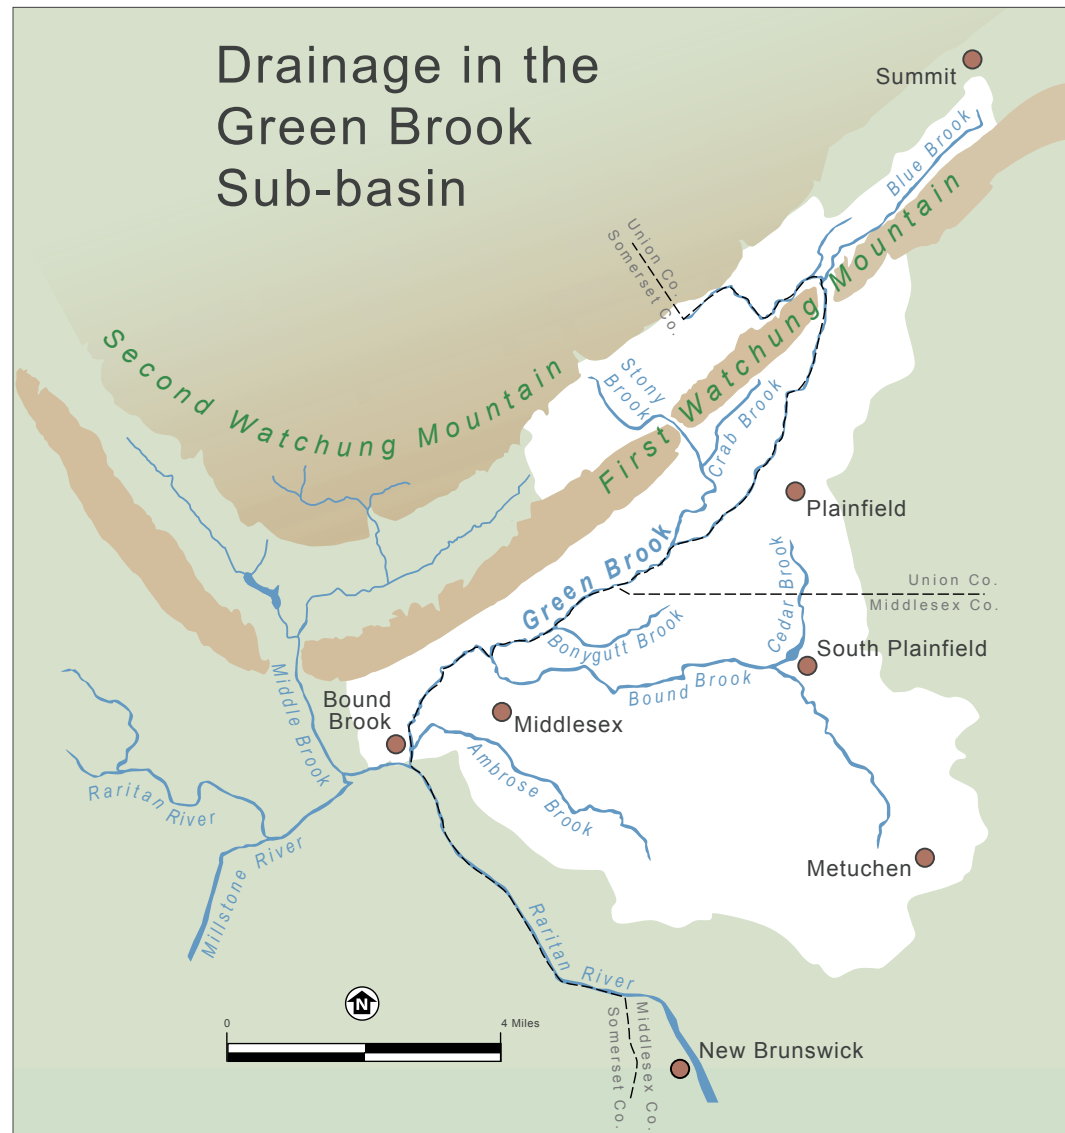 Drainage in the
Green Brook
Sub-basin
Summit
Blue Brook
Union Co.
Somerset Co.
Second Watchung Mountain
First Watchung Mountain
Stony
Brook
Crab Brook
Plainfield
Green Brook
Cedar Brook
Union Co.
Middlesex Co.
Bonygutt Brook
South Plainfield
Bound Brook
Middle Brook
Bound
Brook
Middlesex
Ambrose Brook
Raritan
River
Millstone River
Metuchen
Raritan River
N
0
4 Miles
Somerset Co.
Middlesex Co.
New Brunswick